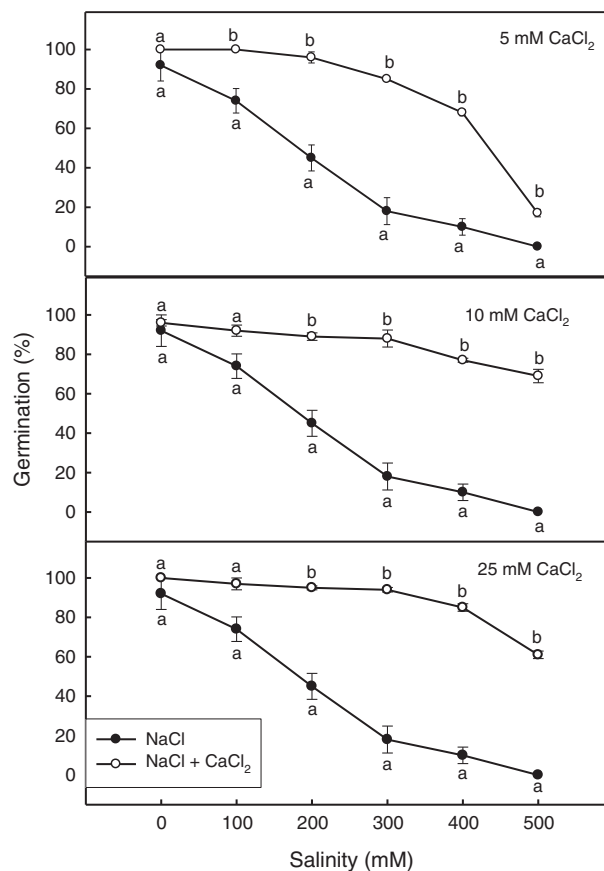 5 mM CaCl₂
a b b b b b
100
80
60
40
20
0
a a a a a a
10 mM CaCl₂
a a b b b b
100
80
60
40
20
0
a a a a a a
25 mM CaCl₂
a a b b b b
100
80
60
40
20
0
a a a a a a
NaCl
NaCl + CaCl₂
0 100 200 300 400 500
Salinity (mM)
Germination (%)